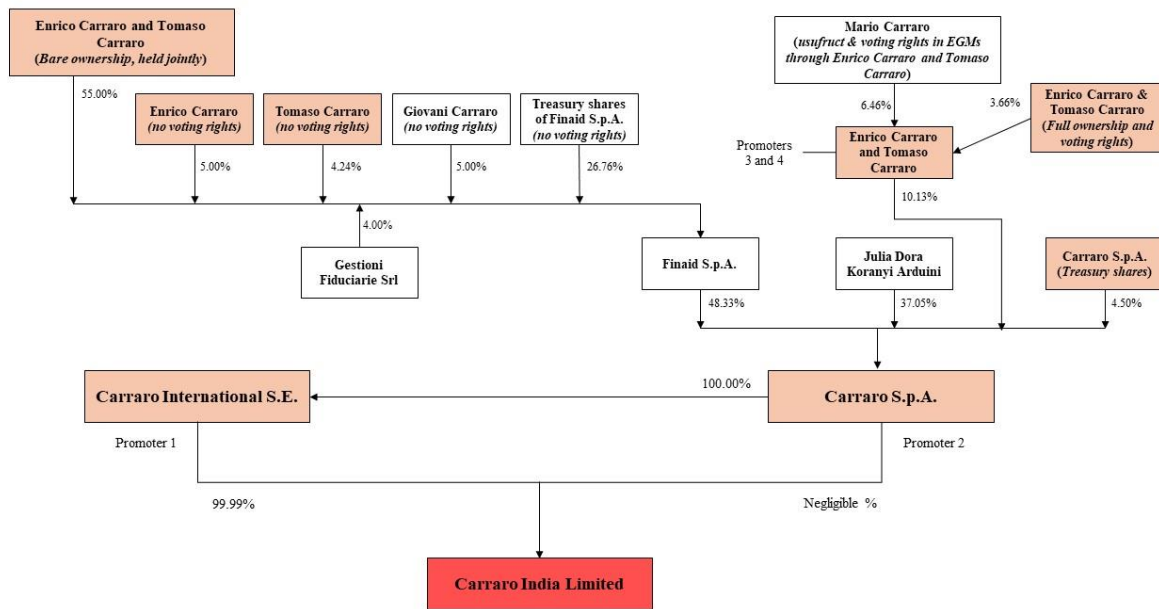 Enrico Carraro and Tomaso
Carraro
(Bare ownership, held jointly)
55.00%
Enrico Carraro
(no voting rights)
5.00%
Tomaso Carraro
(no voting rights)
4.24%
Giovani Carraro
(no voting rights)
5.00%
Treasury shares
of Finaid S.p.A.
(no voting rights)
26.76%
Mario Carraro
(usufruct & voting rights in EGMs
through Enrico Carraro and Tomaso
Carraro)
6.46%
3.66%
Enrico Carraro &
Tomaso Carraro
(Full ownership and
voting rights)
Promoters
3 and 4
Enrico Carraro
and Tomaso
Carraro
10.13%
4.00%
Gestioni
Fiduciarie Srl
Finaid S.p.A.
48.33%
Julia Dora
Koranyi Arduini
37.05%
Carraro S.p.A.
(Treasury shares)
4.50%
Carraro International S.E.
100.00%
Carraro S.p.A.
Promoter 1
Promoter 2
99.99%
Negligible %
Carraro India Limited